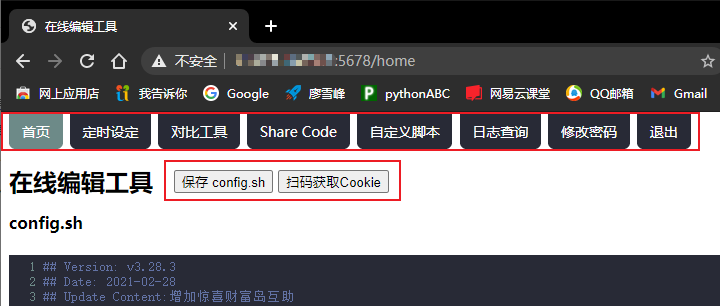 在线编辑工具
不安全 :5678/home
网上应用店 我告诉你 Google 廖雪峰 pythonABC 网易云课堂 QQ邮箱 Gmail
首页 定时设定 对比工具 Share Code 自定义脚本 日志查询 修改密码 退出
在线编辑工具 保存 config.sh 扫码获取Cookie
config.sh
1 ## Version: v3.28.3
2 ## Date: 2021-02-28
3 ## Update Content:增加惊喜财富岛互助